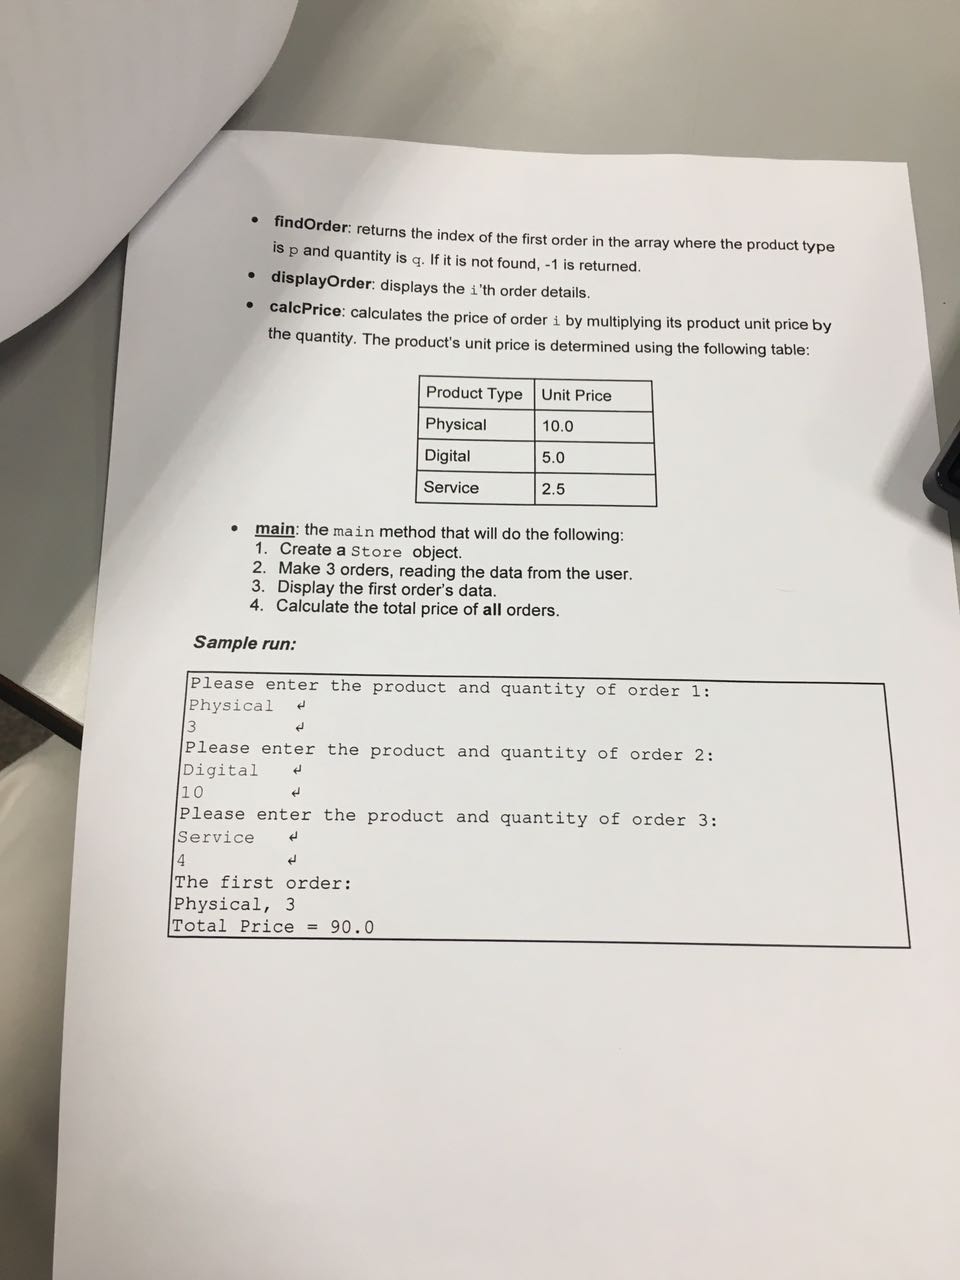 • findOrder: returns the index of the first order in the array where the product type
is p and quantity is q. If it is not found, -1 is returned.
• displayOrder: displays the i'th order details.
• calcPrice: calculates the price of order i by multiplying its product unit price by
the quantity. The product's unit price is determined using the following table:
Product Type Unit Price
Physical 10.0
Digital 5.0
Service 2.5
• main: the main method that will do the following:
1. Create a Store object.
2. Make 3 orders, reading the data from the user.
3. Display the first order's data.
4. Calculate the total price of all orders.
Sample run:
Please enter the product and quantity of order 1:
Physical ↵
3 ↵
Please enter the product and quantity of order 2:
Digital ↵
10 ↵
Please enter the product and quantity of order 3:
Service ↵
4 ↵
The first order:
Physical, 3
Total Price = 90.0